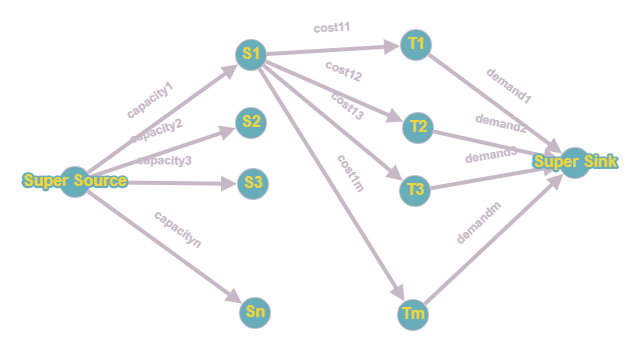 cost11
S1
T1
cost12
capacity1
cost13
demand1
S2
T2
capacity2
demand2
capacity3
demand3
Super Sink
Super Source
S3
cost1m
T3
capacityn
demandm
Sn
Tm